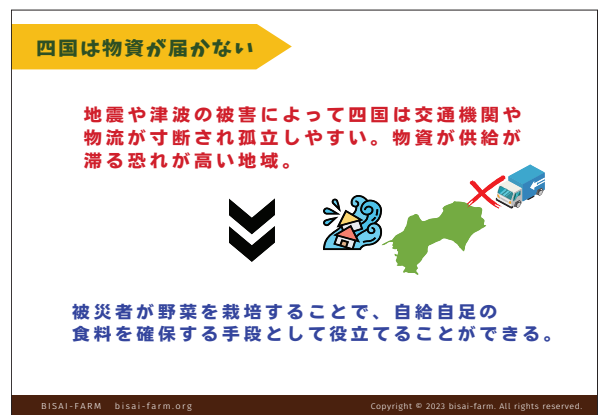 四国は物資が届かない
地震や津波の被害によって四国は交通機関や
物流が寸断され孤立しやすい。物資が供給が
滞る恐れが高い地域。
被災者が野菜を栽培することで、自給自足の
食料を確保する手段として役立てることができる。
BISAI-FARM bisai-farm.org
Copyright © 2023 bisai-farm. All rights reserved.